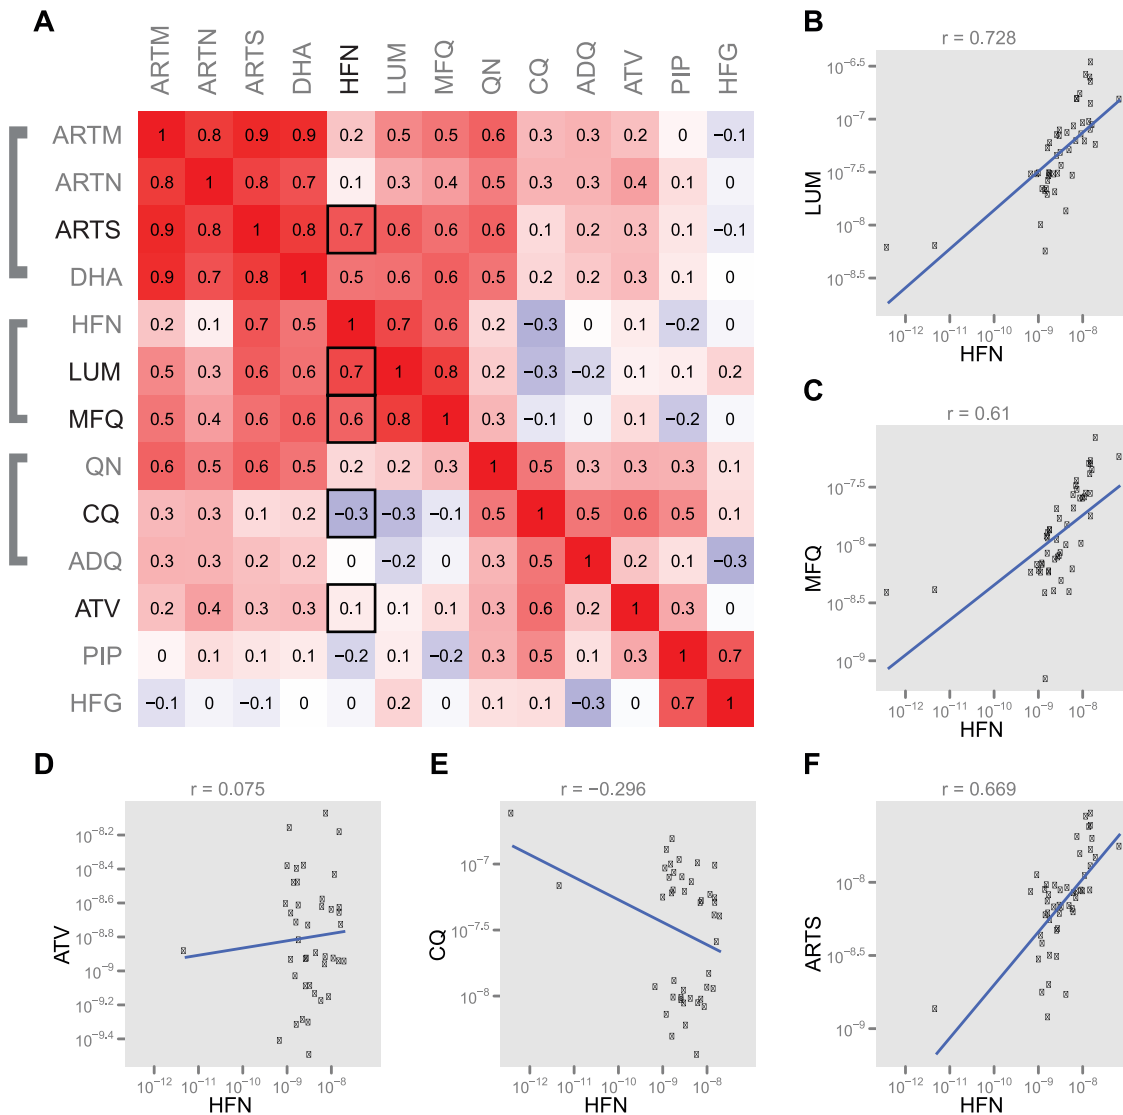 A
ARTM ARTN ARTS DHA HFN LUM MFQ QN CQ ADQ ATV PIP HFG
ARTM 1 0.8 0.9 0.9 0.2 0.5 0.5 0.6 0.3 0.3 0.2 0 −0.1
ARTN 0.8 1 0.8 0.7 0.1 0.3 0.4 0.5 0.3 0.3 0.4 0.1 0
ARTS 0.9 0.8 1 0.8 0.7 0.6 0.6 0.6 0.1 0.2 0.3 0.1 −0.1
DHA 0.9 0.7 0.8 1 0.5 0.6 0.6 0.5 0.2 0.2 0.3 0.1 0
HFN 0.2 0.1 0.7 0.5 1 0.7 0.6 0.2 −0.3 0 0.1 −0.2 0
LUM 0.5 0.3 0.6 0.6 0.7 1 0.8 0.2 −0.3 −0.2 0.1 0.1 0.2
MFQ 0.5 0.4 0.6 0.6 0.6 0.8 1 0.3 −0.1 0 0.1 −0.2 0
QN 0.6 0.5 0.6 0.5 0.2 0.2 0.3 1 0.5 0.3 0.3 0.3 0.1
CQ 0.3 0.3 0.1 0.2 −0.3 −0.3 −0.1 0.5 1 0.5 0.6 0.5 0.1
ADQ 0.3 0.3 0.2 0.2 0 −0.2 0 0.3 0.5 1 0.2 0.1 −0.3
ATV 0.2 0.4 0.3 0.3 0.1 0.1 0.1 0.3 0.6 0.2 1 0.3 0
PIP 0 0.1 0.1 0.1 −0.2 0.1 −0.2 0.3 0.5 0.1 0.3 1 0.7
HFG −0.1 0 −0.1 0 0 0.2 0 0.1 0.1 −0.3 0 0.7 1
B
r = 0.728
LUM
10⁻⁶·⁵
10⁻⁷
10⁻⁷·⁵
10⁻⁸
10⁻⁸·⁵
10⁻¹² 10⁻¹¹ 10⁻¹⁰ 10⁻⁹ 10⁻⁸
HFN
C
r = 0.61
MFQ
10⁻⁷·⁵
10⁻⁸
10⁻⁸·⁵
10⁻⁹
10⁻¹² 10⁻¹¹ 10⁻¹⁰ 10⁻⁹ 10⁻⁸
HFN
D
r = 0.075
ATV
10⁻⁸·²
10⁻⁸·⁴
10⁻⁸·⁶
10⁻⁸·⁸
10⁻⁹
10⁻⁹·²
10⁻⁹·⁴
10⁻¹² 10⁻¹¹ 10⁻¹⁰ 10⁻⁹ 10⁻⁸
HFN
E
r = −0.296
CQ
10⁻⁷
10⁻⁷·⁵
10⁻⁸
10⁻¹² 10⁻¹¹ 10⁻¹⁰ 10⁻⁹ 10⁻⁸
HFN
F
r = 0.669
ARTS
10⁻⁸
10⁻⁸·⁵
10⁻⁹
10⁻¹² 10⁻¹¹ 10⁻¹⁰ 10⁻⁹ 10⁻⁸
HFN